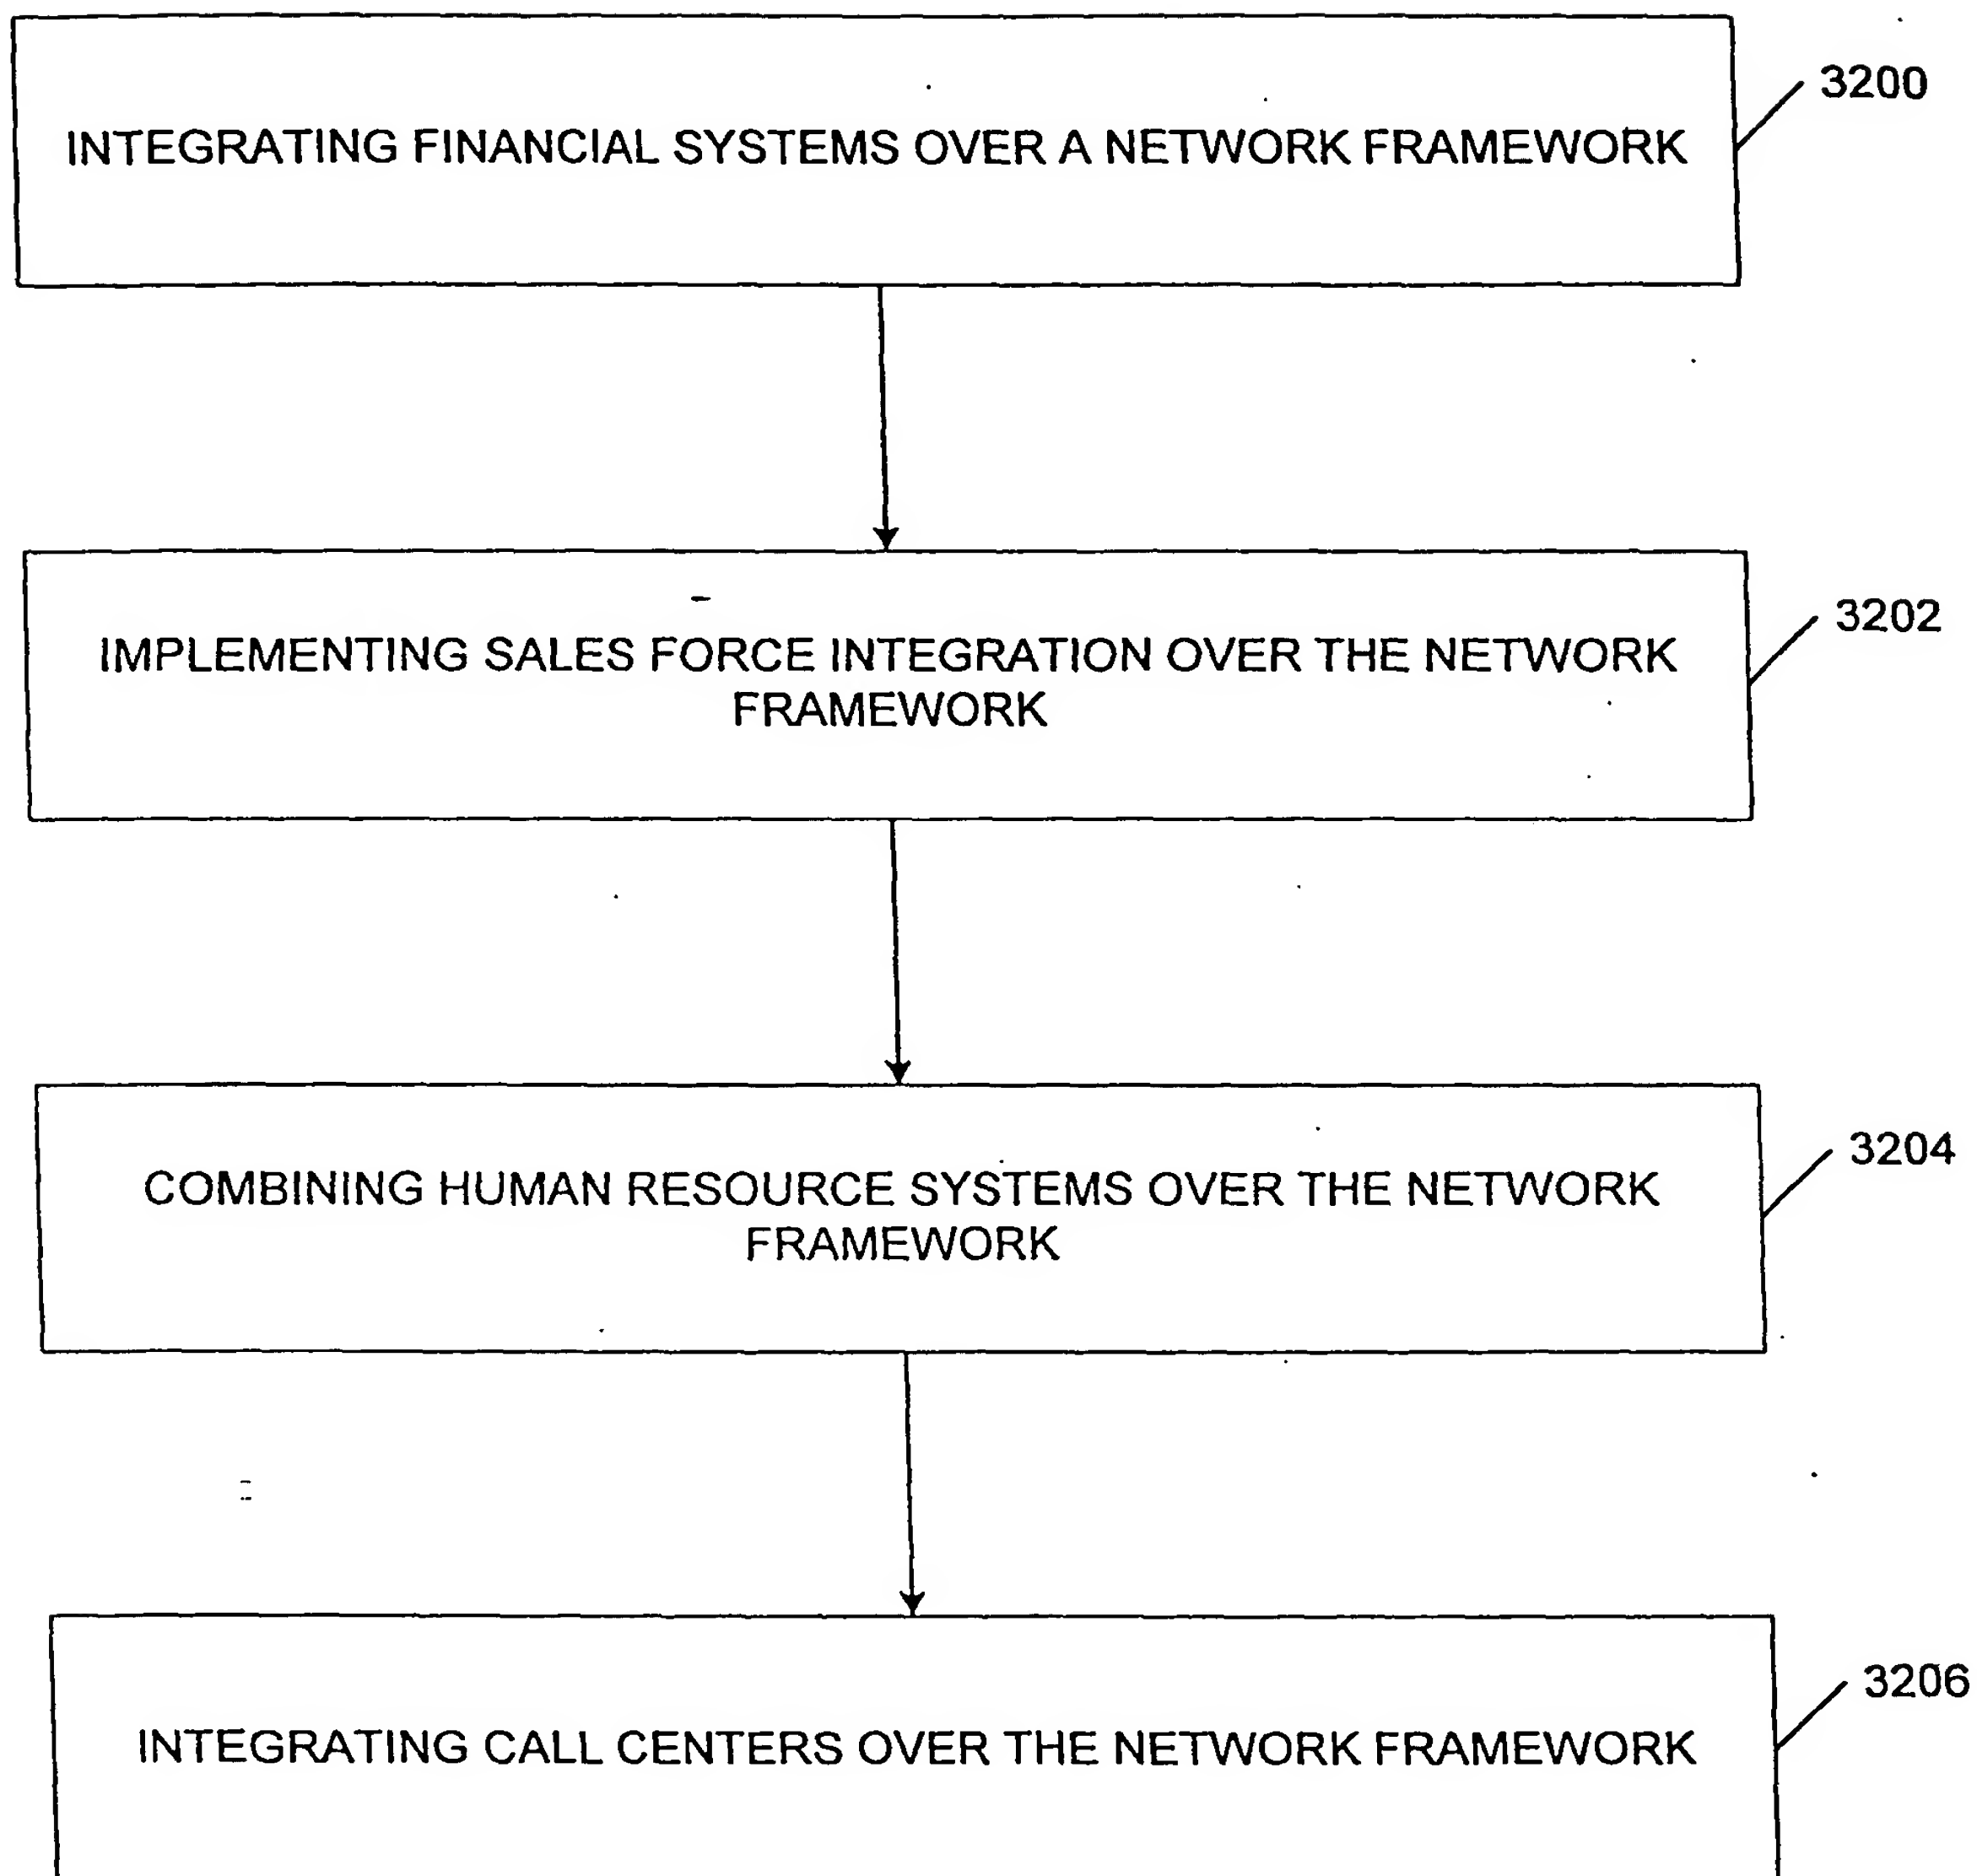 3200
INTEGRATING FINANCIAL SYSTEMS OVER A NETWORK FRAMEWORK
3202
IMPLEMENTING SALES FORCE INTEGRATION OVER THE NETWORK
FRAMEWORK
3204
COMBINING HUMAN RESOURCE SYSTEMS OVER THE NETWORK
FRAMEWORK
3206
INTEGRATING CALL CENTERS OVER THE NETWORK FRAMEWORK